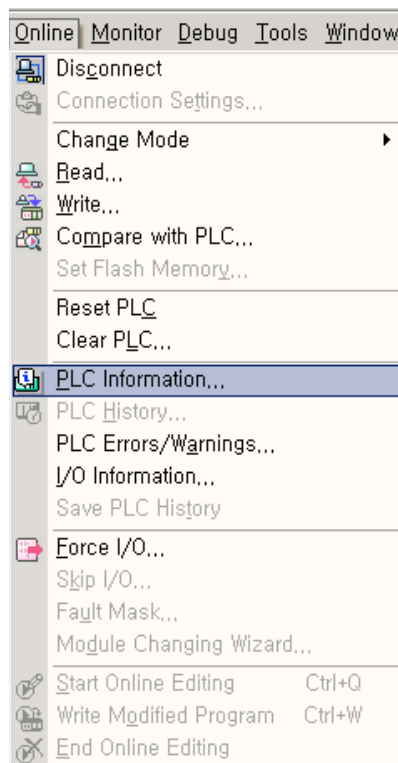 Online Monitor Debug Tools Window
Disconnect
Connection Settings...
Change Mode
Read...
Write...
Compare with PLC...
Set Flash Memory...
Reset PLC
Clear PLC...
PLC Information...
PLC History...
PLC Errors/Warnings...
I/O Information...
Save PLC History
Force I/O...
Skip I/O...
Fault Mask...
Module Changing Wizard...
Start Online Editing Ctrl+Q
Write Modified Program Ctrl+W
End Online Editing